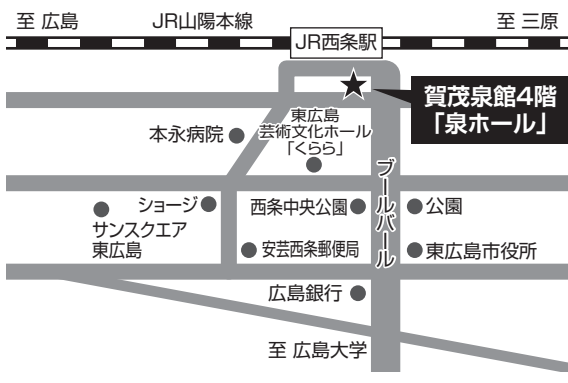 至 広島
JR山陽本線
至 三原
JR西条駅
賀茂泉館4階
「泉ホール」
東広島
芸術文化ホール
「くらら」
本永病院
ブールバール
ショージ
西条中央公園
公園
サンスクエア
東広島
安芸西条郵便局
東広島市役所
広島銀行
至 広島大学